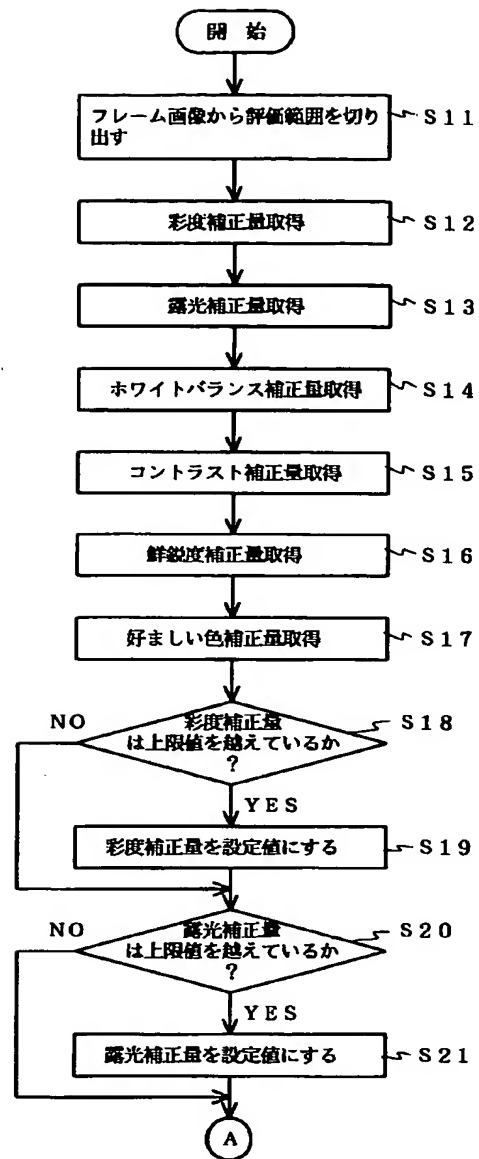 開 始
フレーム画像から評価範囲を切り
出す
S11
彩度補正量取得
S12
露光補正量取得
S13
ホワイトバランス補正量取得
S14
コントラスト補正量取得
S15
鮮鋭度補正量取得
S16
好ましい色補正量取得
S17
彩度補正量
は上限値を越えているか
?
S18
NO
YES
彩度補正量を設定値にする
S19
露光補正量
は上限値を越えているか
?
S20
NO
YES
露光補正量を設定値にする
S21
A